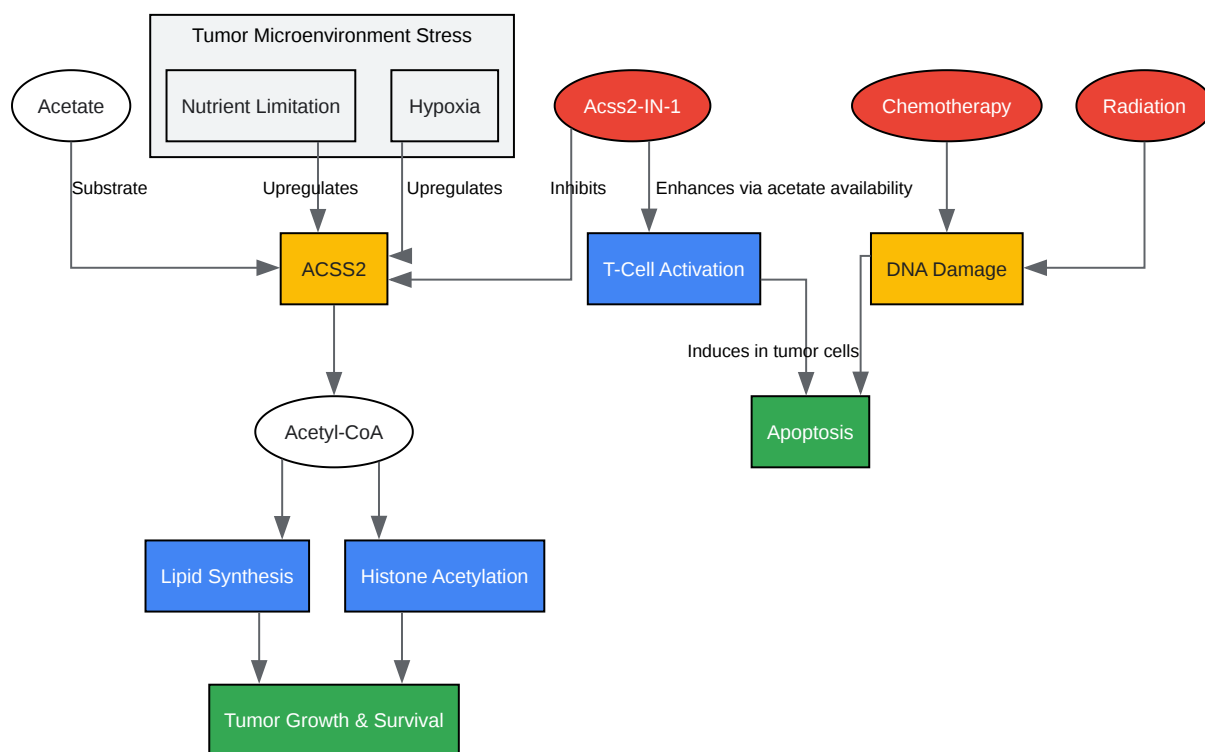 Tumor Microenvironment Stress
Acetate
Nutrient Limitation
Hypoxia
Acss2-IN-1
Chemotherapy
Radiation
Substrate
Upregulates
Upregulates
Inhibits
Enhances via acetate availability
ACSS2
T-Cell Activation
DNA Damage
Induces in tumor cells
Acetyl-CoA
Apoptosis
Lipid Synthesis
Histone Acetylation
Tumor Growth & Survival